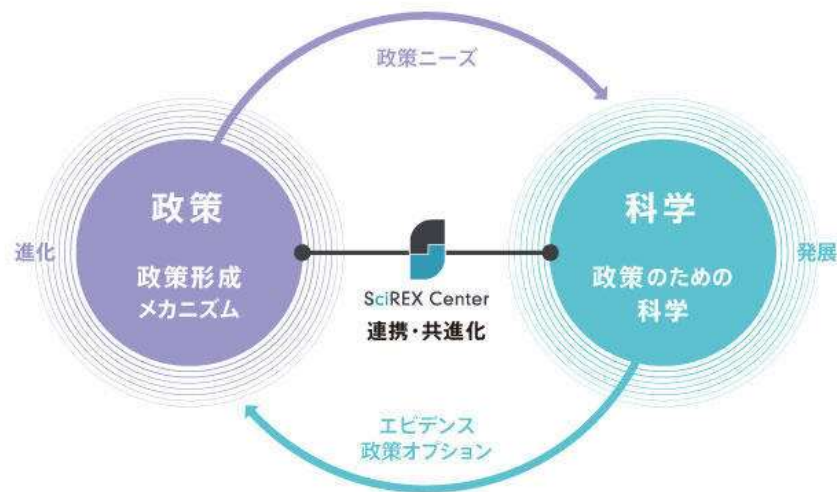 政策ニーズ
政策
政策形成
メカニズム
進化
SciREX Center
連携・共進化
科学
政策のための
科学
発展
エビデンス
政策オプション